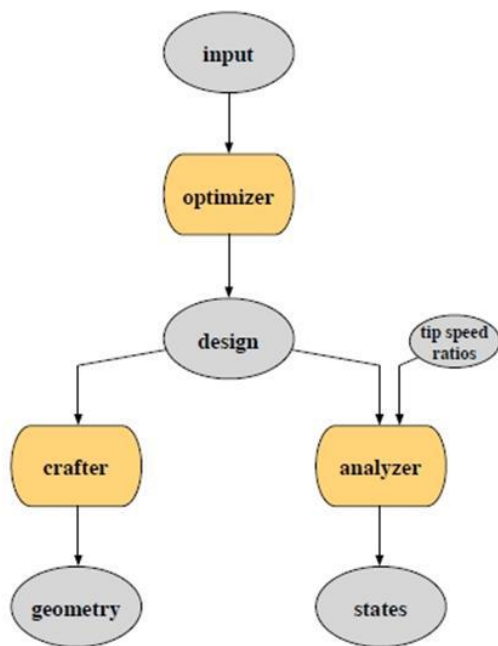 input
optimizer
design
tip speed
ratios
crafter
analyzer
geometry
states